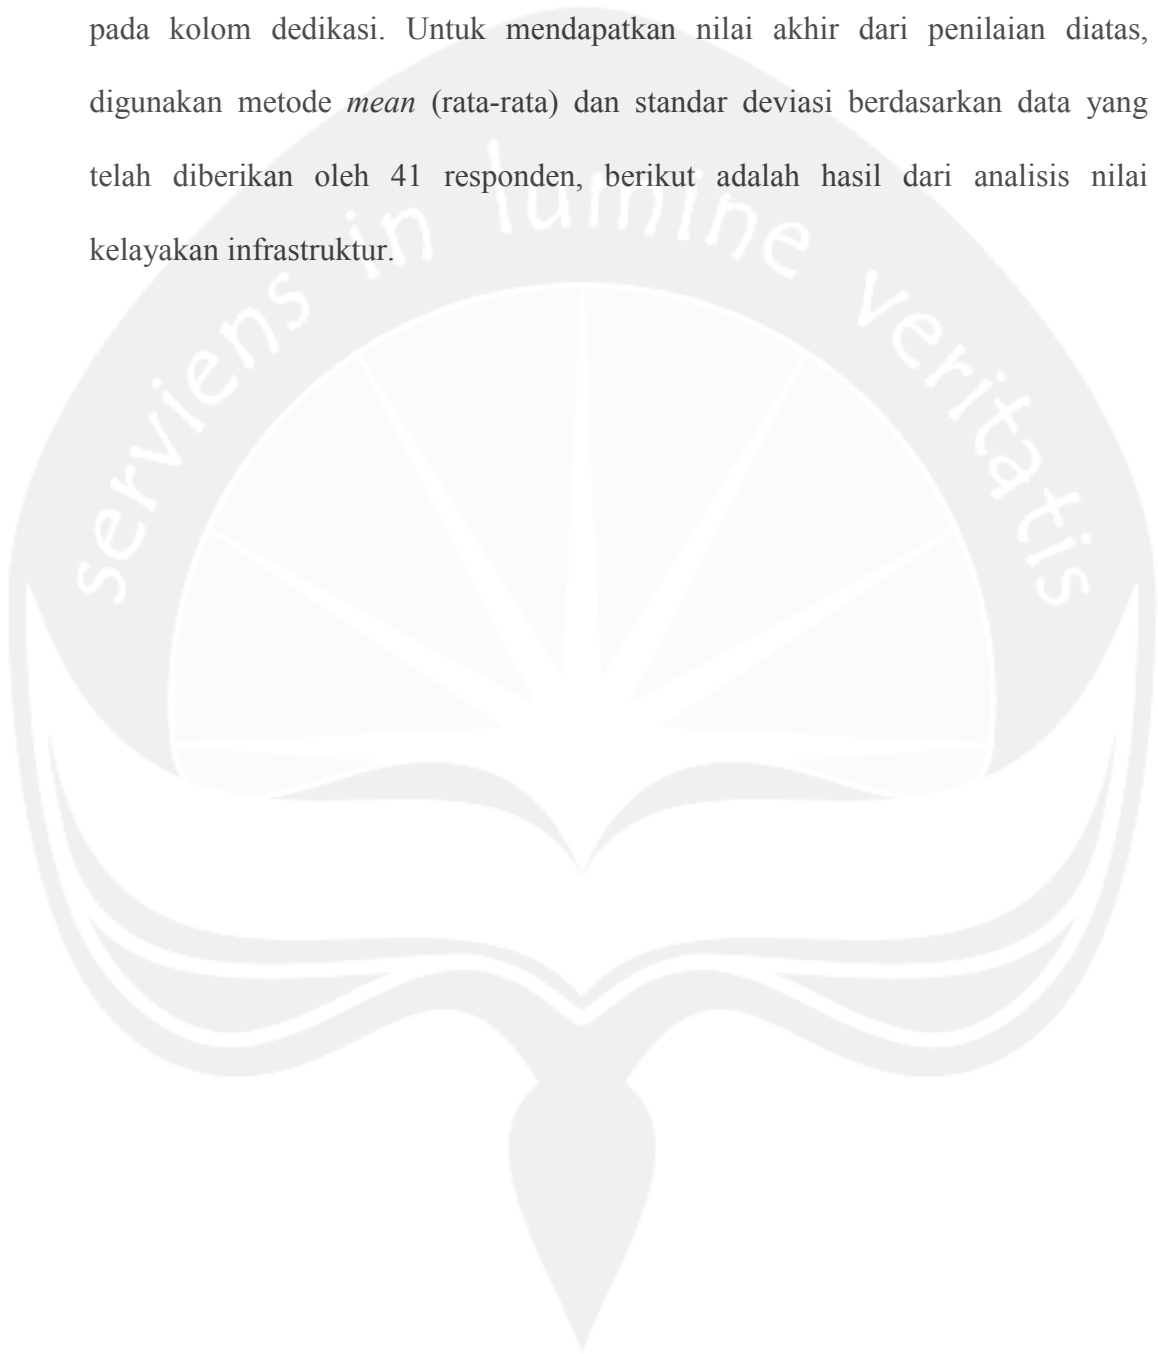 pada kolom dedikasi. Untuk mendapatkan nilai akhir dari penilaian diatas,
digunakan metode mean (rata-rata) dan standar deviasi berdasarkan data yang
telah diberikan oleh 41 responden, berikut adalah hasil dari analisis nilai
kelayakan infrastruktur.
serviens in lumine veritatis